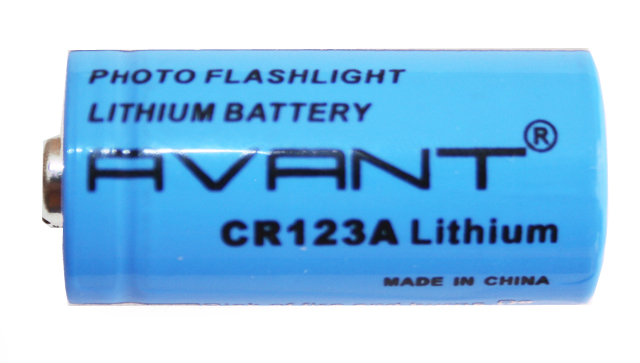 PHOTO FLASHLIGHT
LITHIUM BATTERY
AVANT®
CR123A Lithium
MADE IN CHINA